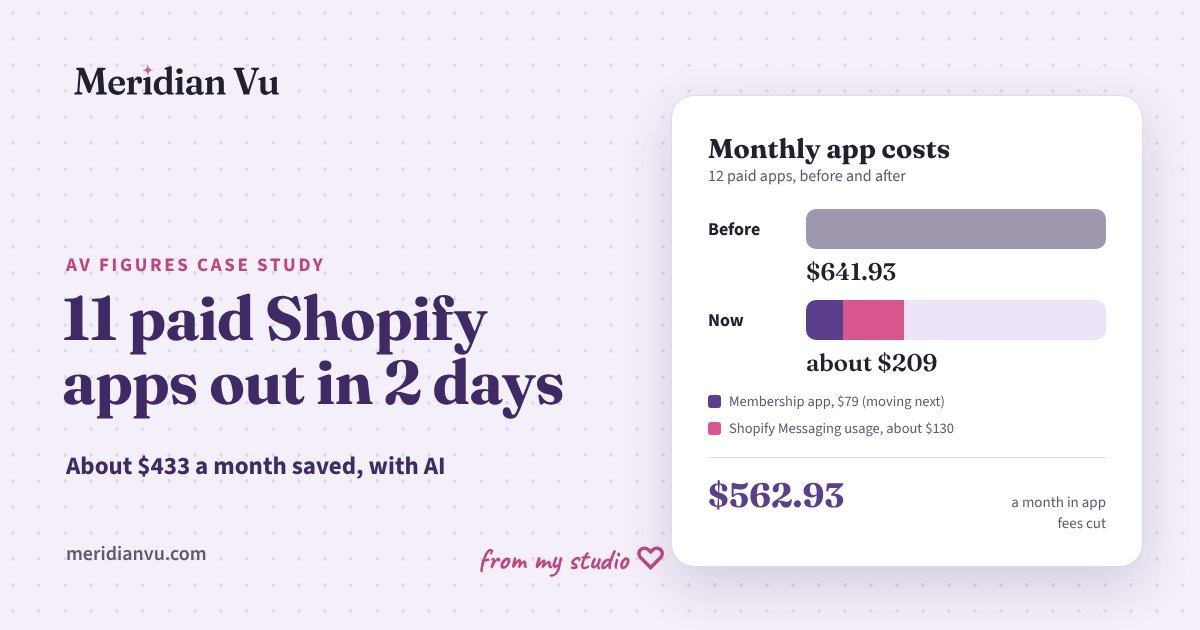 Meridian Vu
AV FIGURES CASE STUDY
11 paid Shopify
apps out in 2 days
About $433 a month saved, with AI
meridianvu.com
from my studio
Monthly app costs
12 paid apps, before and after
Before
$641.93
Now
about $209
Membership app, $79 (moving next)
Shopify Messaging usage, about $130
$562.93
a month in app
fees cut